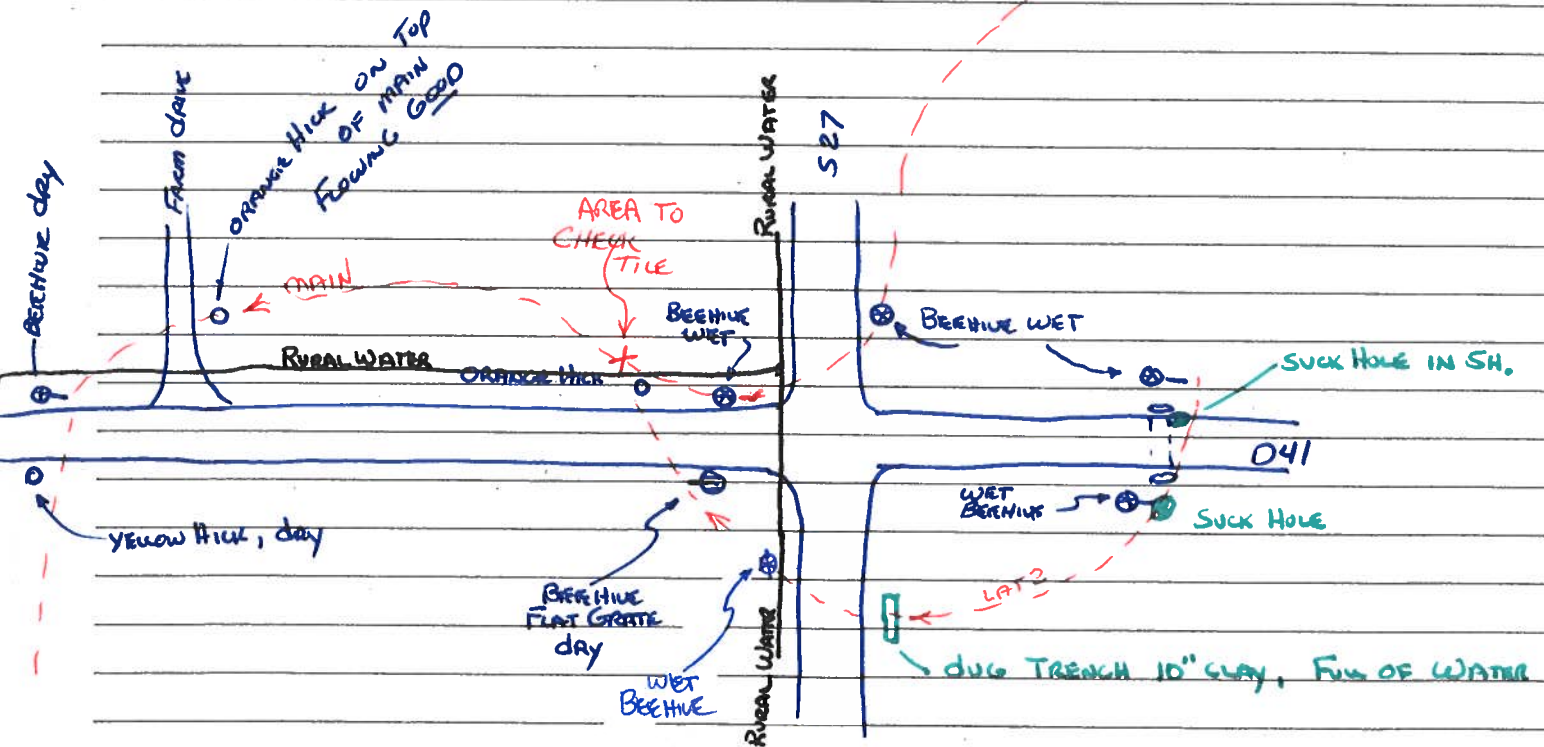 BEEHIVE dry
FARM drive
ORANGE HICK ON TOP
OF MAIN
FLOWING GOOD
MAIN
AREA TO
CHECK
TILE
RURAL WATER
S27
BEEHIVE
WET
BEEHIVE WET
SUCK HOLE IN SH.
RURAL WATER
ORANGE HICK
D41
YELLOW HICK, dry
WET
BEEHIVE
SUCK HOLE
BEEHIVE
FLAT GRATE
dRY
LAT 3
WET
BEEHIVE
RURAL WATER
dUG TRENCH 10" CLAY, FULL OF WATER